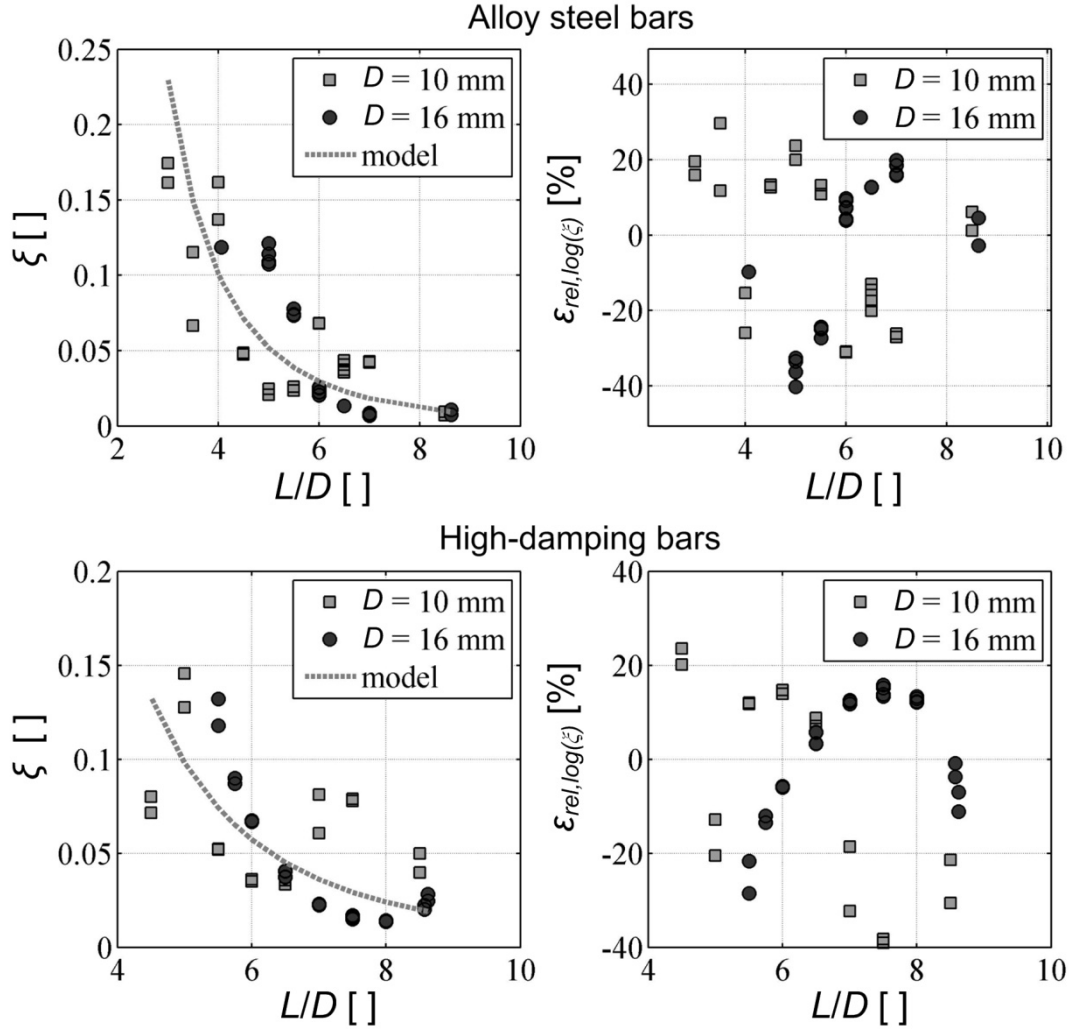 Alloy steel bars
0.25
0.2
0.15
0.1
0.05
0
ξ [ ]
D = 10 mm
D = 16 mm
model
2
4
6
8
10
L/D [ ]
40
20
0
-20
-40
ε_rel,log(ξ) [%]
D = 10 mm
D = 16 mm
4
6
8
10
L/D [ ]
High-damping bars
0.2
0.15
0.1
0.05
0
ξ [ ]
D = 10 mm
D = 16 mm
model
4
6
8
10
L/D [ ]
40
20
0
-20
-40
ε_rel,log(ξ) [%]
D = 10 mm
D = 16 mm
4
6
8
10
L/D [ ]